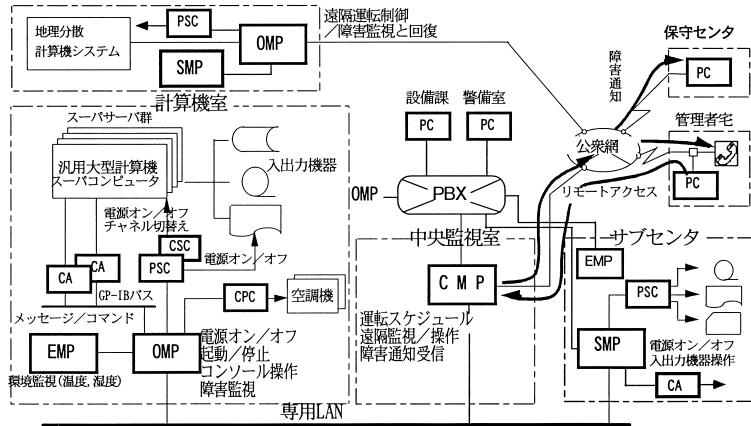 地理分散
計算機システム
PSC
OMP
SMP
遠隔運転制御
/障害監視と回復
保守センタ
PC
障害通知
計算機室
スーパサーバ群
汎用大型計算機
スーパコンピュータ
入出力機器
電源オン/オフ
チャネル切替え
CSC
PSC
電源オン/オフ
CA
CA
GP-IBバス
CPC
空調機
メッセージ/コマンド
EMP
OMP
電源オン/オフ
起動/停止
コンソール操作
障害監視
環境監視(温度,湿度)
設備課
警備室
PC
PC
OMP
PBX
公衆網
管理者宅
PC
リモートアクセス
中央監視室
CMP
運転スケジュール
遠隔監視/操作
障害通知受信
サブセンタ
EMP
PSC
SMP
電源オン/オフ
入出力機器操作
CA
専用LAN